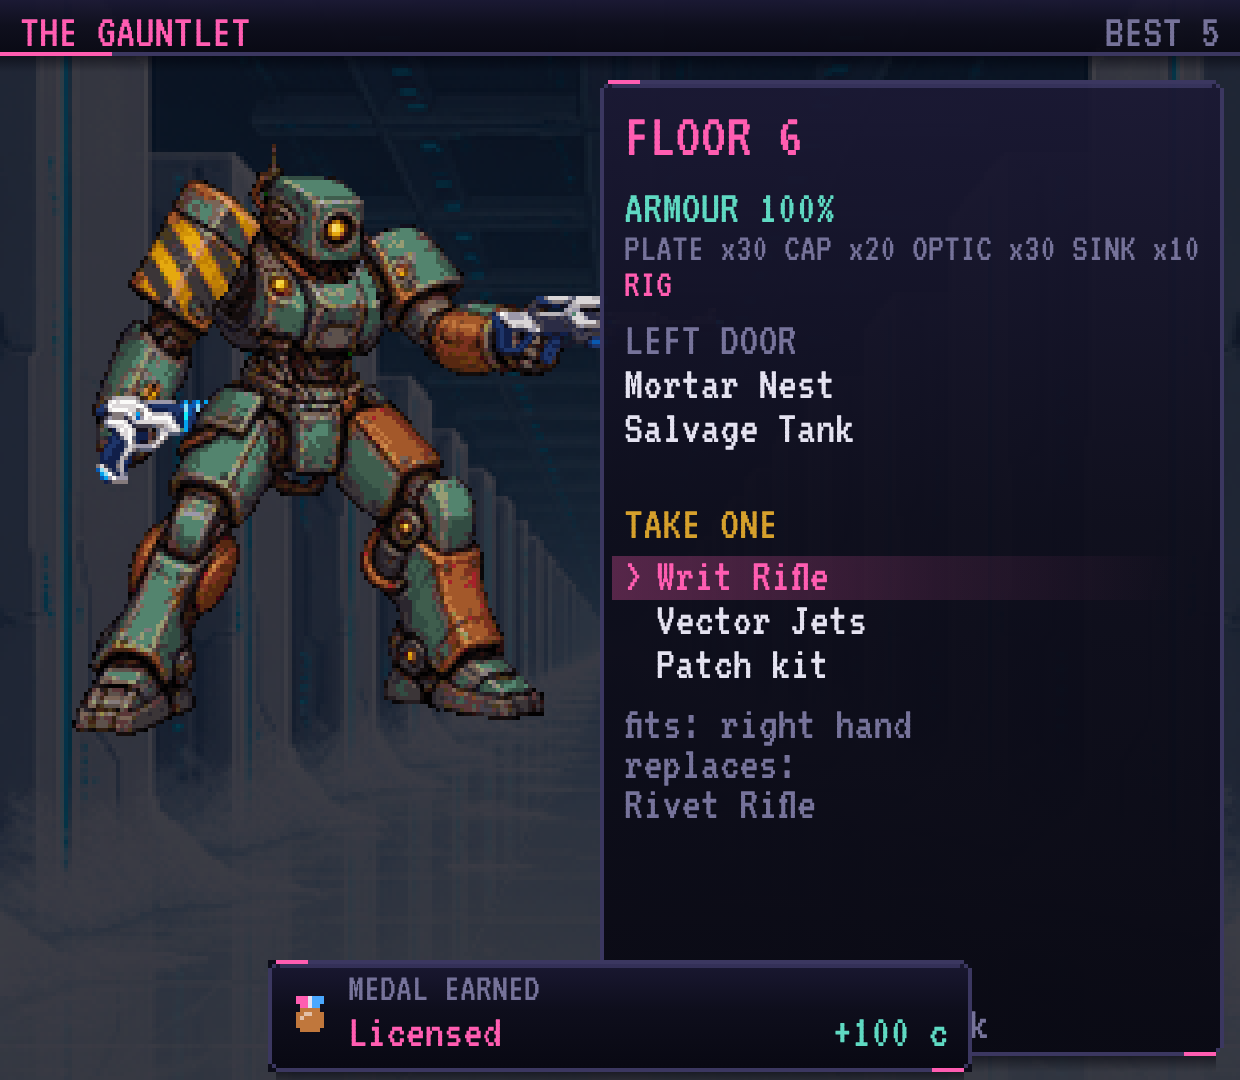 THE GAUNTLET
BEST 5
FLOOR 6
ARMOUR 100%
PLATE x30 CAP x20 OPTIC x30 SINK x10
RIG
LEFT DOOR
Mortar Nest
Salvage Tank
TAKE ONE
> Writ Rifle
Vector Jets
Patch kit
fits: right hand
replaces:
Rivet Rifle
MEDAL EARNED
Licensed
+100 c